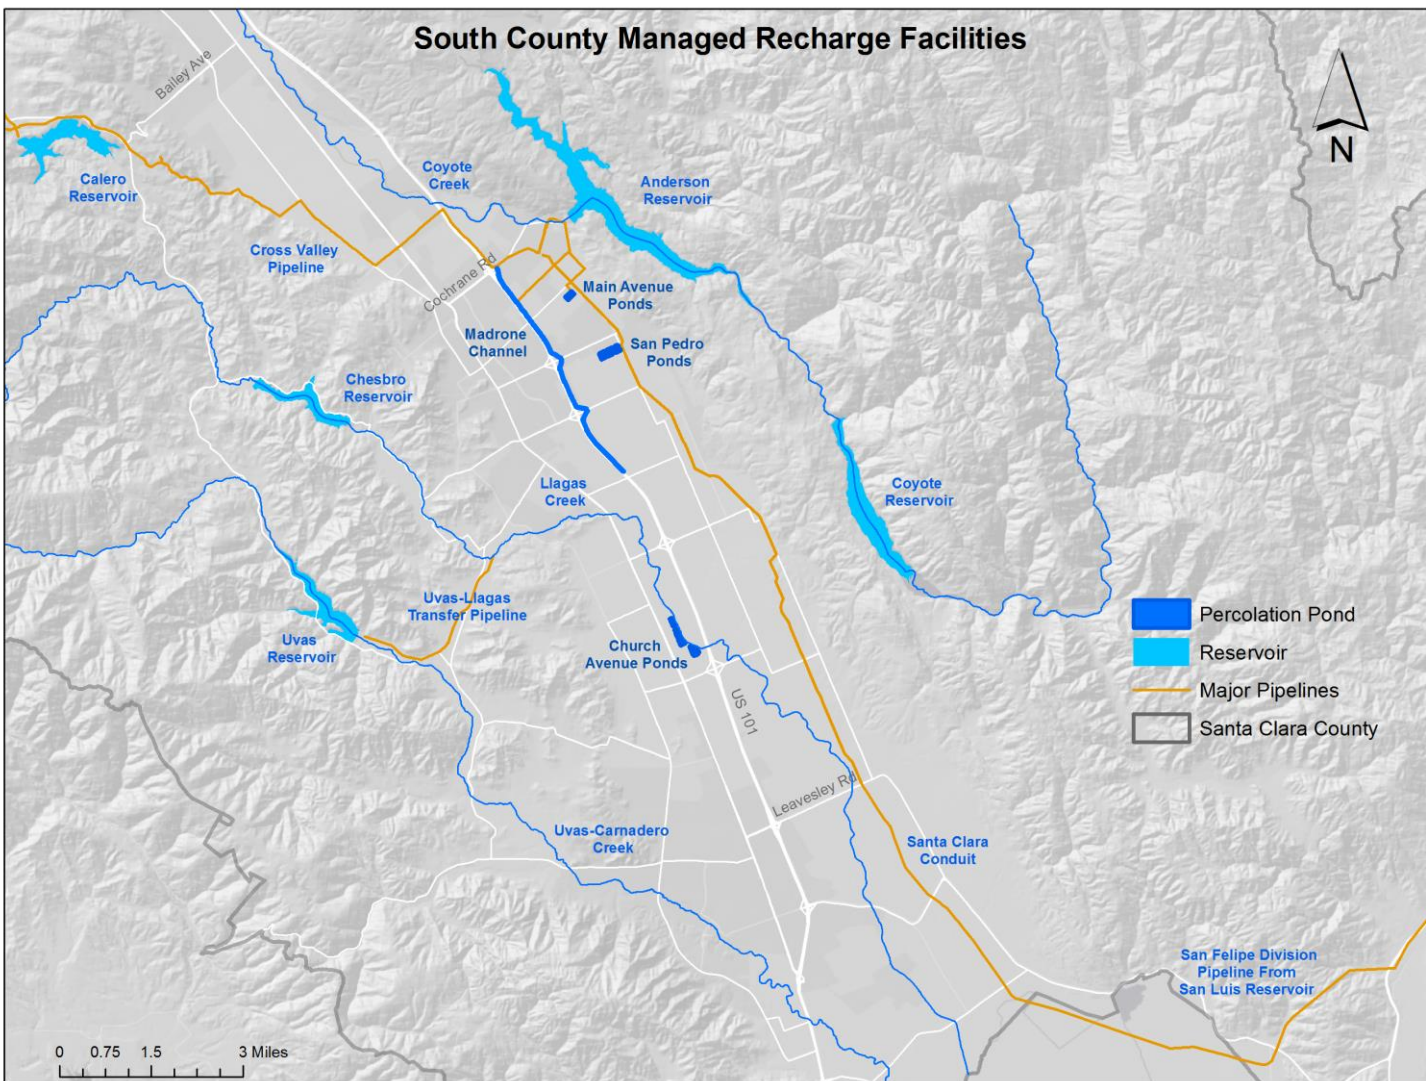 South County Managed Recharge Facilities
Bailey Ave
N
Calero
Reservoir
Coyote
Creek
Anderson
Reservoir
Cross Valley
Pipeline
Cochrane Rd
Main Avenue
Ponds
Madrone
Channel
San Pedro
Ponds
Chesbro
Reservoir
Llagas
Creek
Coyote
Reservoir
Uvas-Llagas
Transfer Pipeline
Uvas
Reservoir
Church
Avenue Ponds
US 101
Percolation Pond
Reservoir
Major Pipelines
Santa Clara County
Leavesley Rd
Uvas-Carnadero
Creek
Santa Clara
Conduit
San Felipe Division
Pipeline From
San Luis Reservoir
0 0.75 1.5 3 Miles